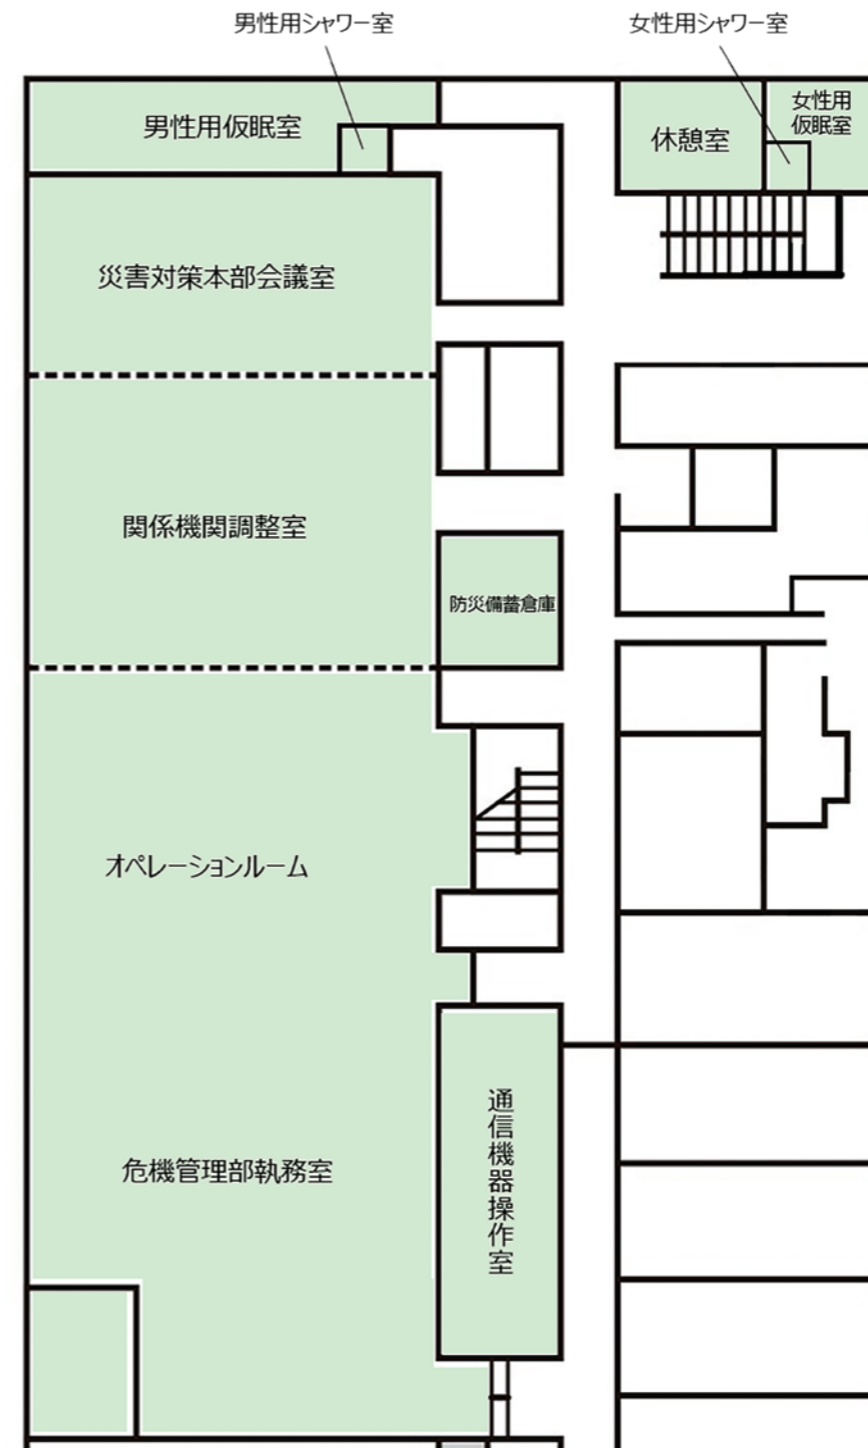 男性用シャワー室
女性用シャワー室
男性用仮眠室
休憩室
女性用
仮眠室
災害対策本部会議室
関係機関調整室
防災備蓄倉庫
オペレーションルーム
通信機器操作室
危機管理部執務室